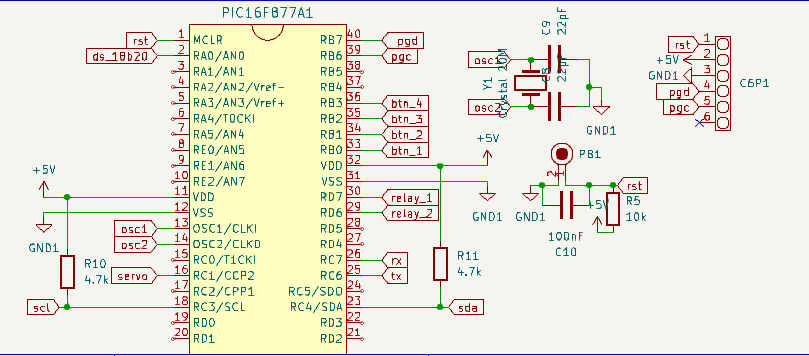 PIC16F877A1
rst 1 MCLR
ds_18b20 2 RA0/AN0
3 RA1/AN1
4 RA2/AN2/Vref-
5 RA3/AN3/Vref+
6 RA4/T0CKI
7 RA5/AN4
8 RE0/AN5
9 RE1/AN6
10 RE2/AN7
+5V 11 VDD
GND1 12 VSS
osc1 13 OSC1/CLKI
osc2 14 OSC2/CLKO
15 RC0/T1CKI
servo 16 RC1/CCP2
17 RC2/CPP1
scl 18 RC3/SCL
19 RD0
20 RD1
R10
4.7k
RB7 40 pgd
RB6 39 pgc
RB5 38
RB4 37
RB3 36 btn_4
RB2 35 btn_3
RB1 34 btn_2
RB0 33 btn_1
VDD 32 +5V
VSS 31 GND1
RD7 30 relay_1
RD6 29 relay_2
RD5 28
RD4 27
RC7 26 rx
RC6 25 tx
RC5/SDO 24
RC4/SDA 23 sda
RD3 22
RD2 21
R11
4.7k
C9
22pF
osc1
Y1
Crystal 20M
C8
22pF
osc2
GND1
PB1
2 1
rst
GND1
+5V
R5
10k
100nF
C10
rst 1
+5V 2
GND1 3
pgd 4
pgc 5
6
C6P1